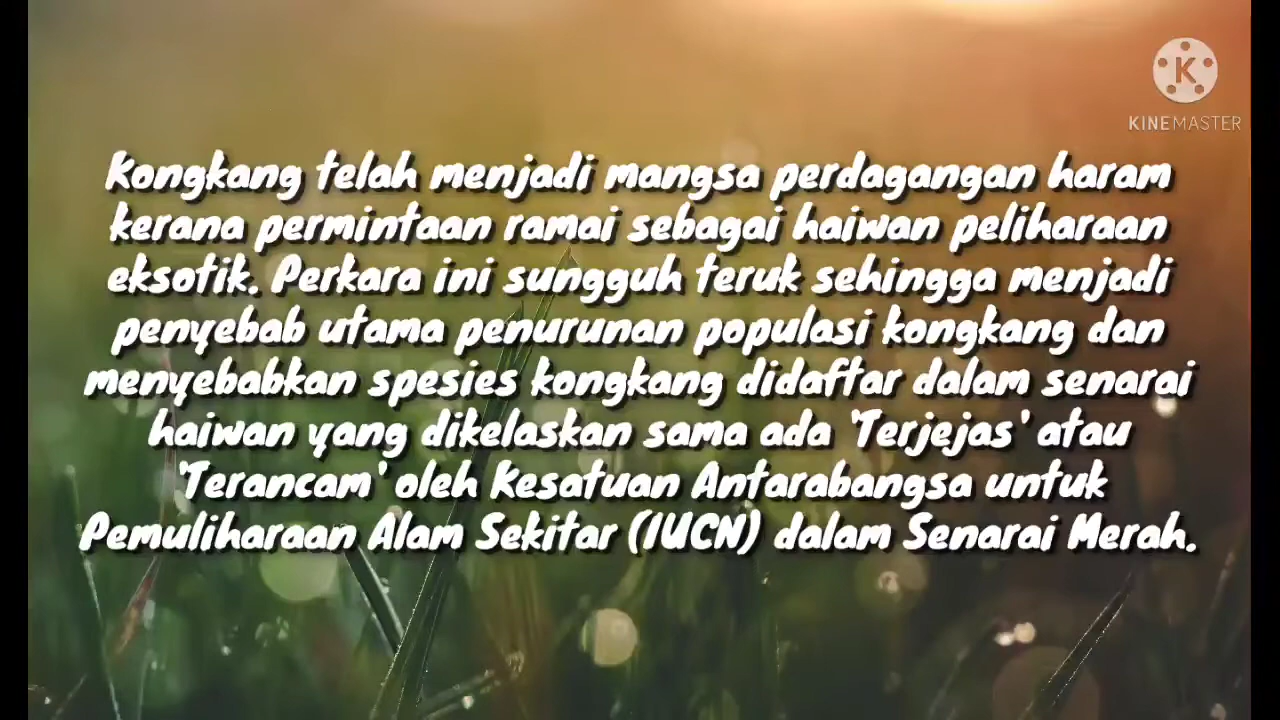 KINEMASTER
Kongkang telah menjadi mangsa perdagangan haram
kerana permintaan ramai sebagai haiwan peliharaan
eksotik. Perkara ini sungguh teruk sehingga menjadi
penyebab utama penurunan populasi kongkang dan
menyebabkan spesies kongkang didaftar dalam senarai
haiwan yang dikelaskan sama ada 'Terjejas' atau
'Terancam' oleh Kesatuan Antarabangsa untuk
Pemuliharaan Alam Sekitar (IUCN) dalam Senarai Merah.